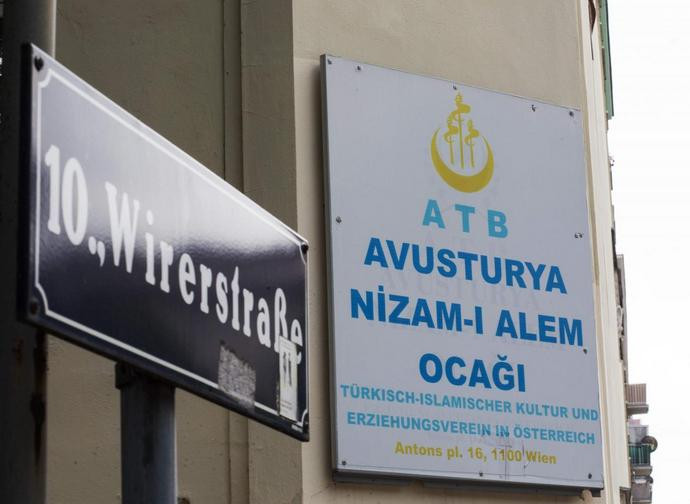 10., Wirerstraße
ATB
AVUSTURYA
NİZAM-I ALEM
OCAĞI
TÜRKISCH-ISLAMISCHER KULTUR UND
ERZIEHUNGSVEREIN IN ÖSTERREICH
Antons pl. 16, 1100 Wien